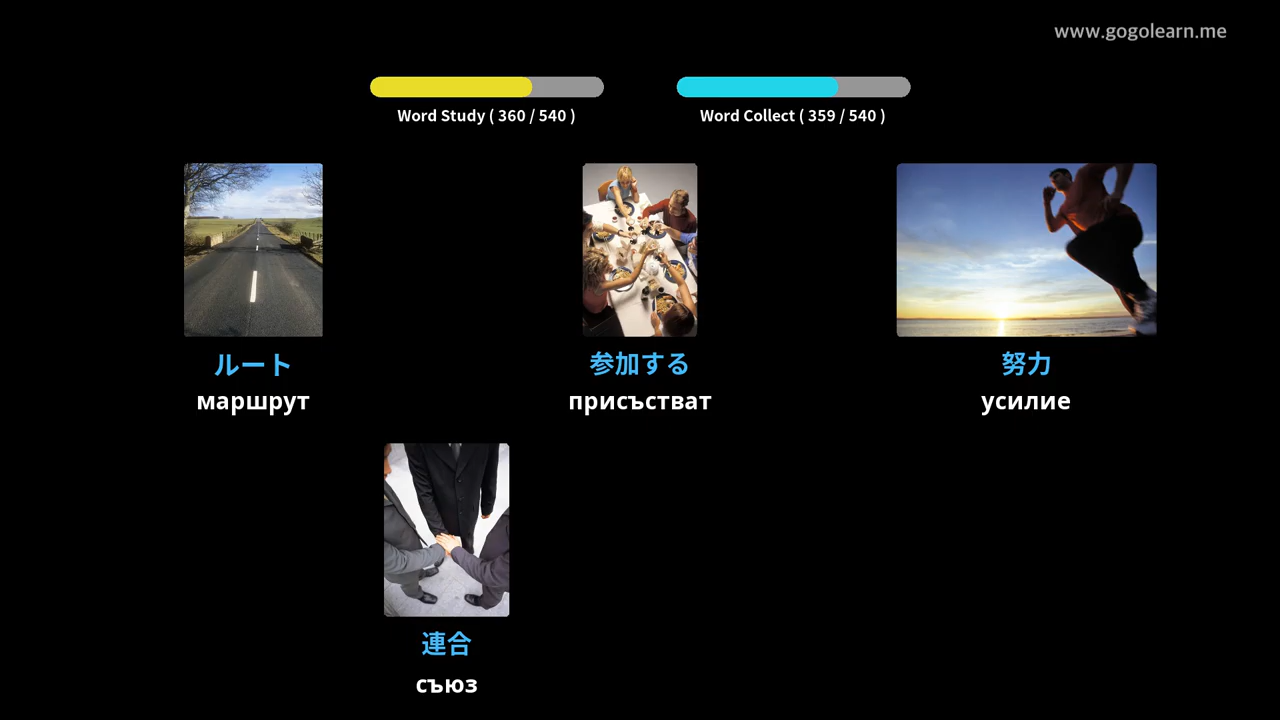 www.gogolearn.me
Word Study ( 360 / 540 )
Word Collect ( 359 / 540 )
ルート
参加する
努力
маршрут
присъстват
усилие
連合
съюз